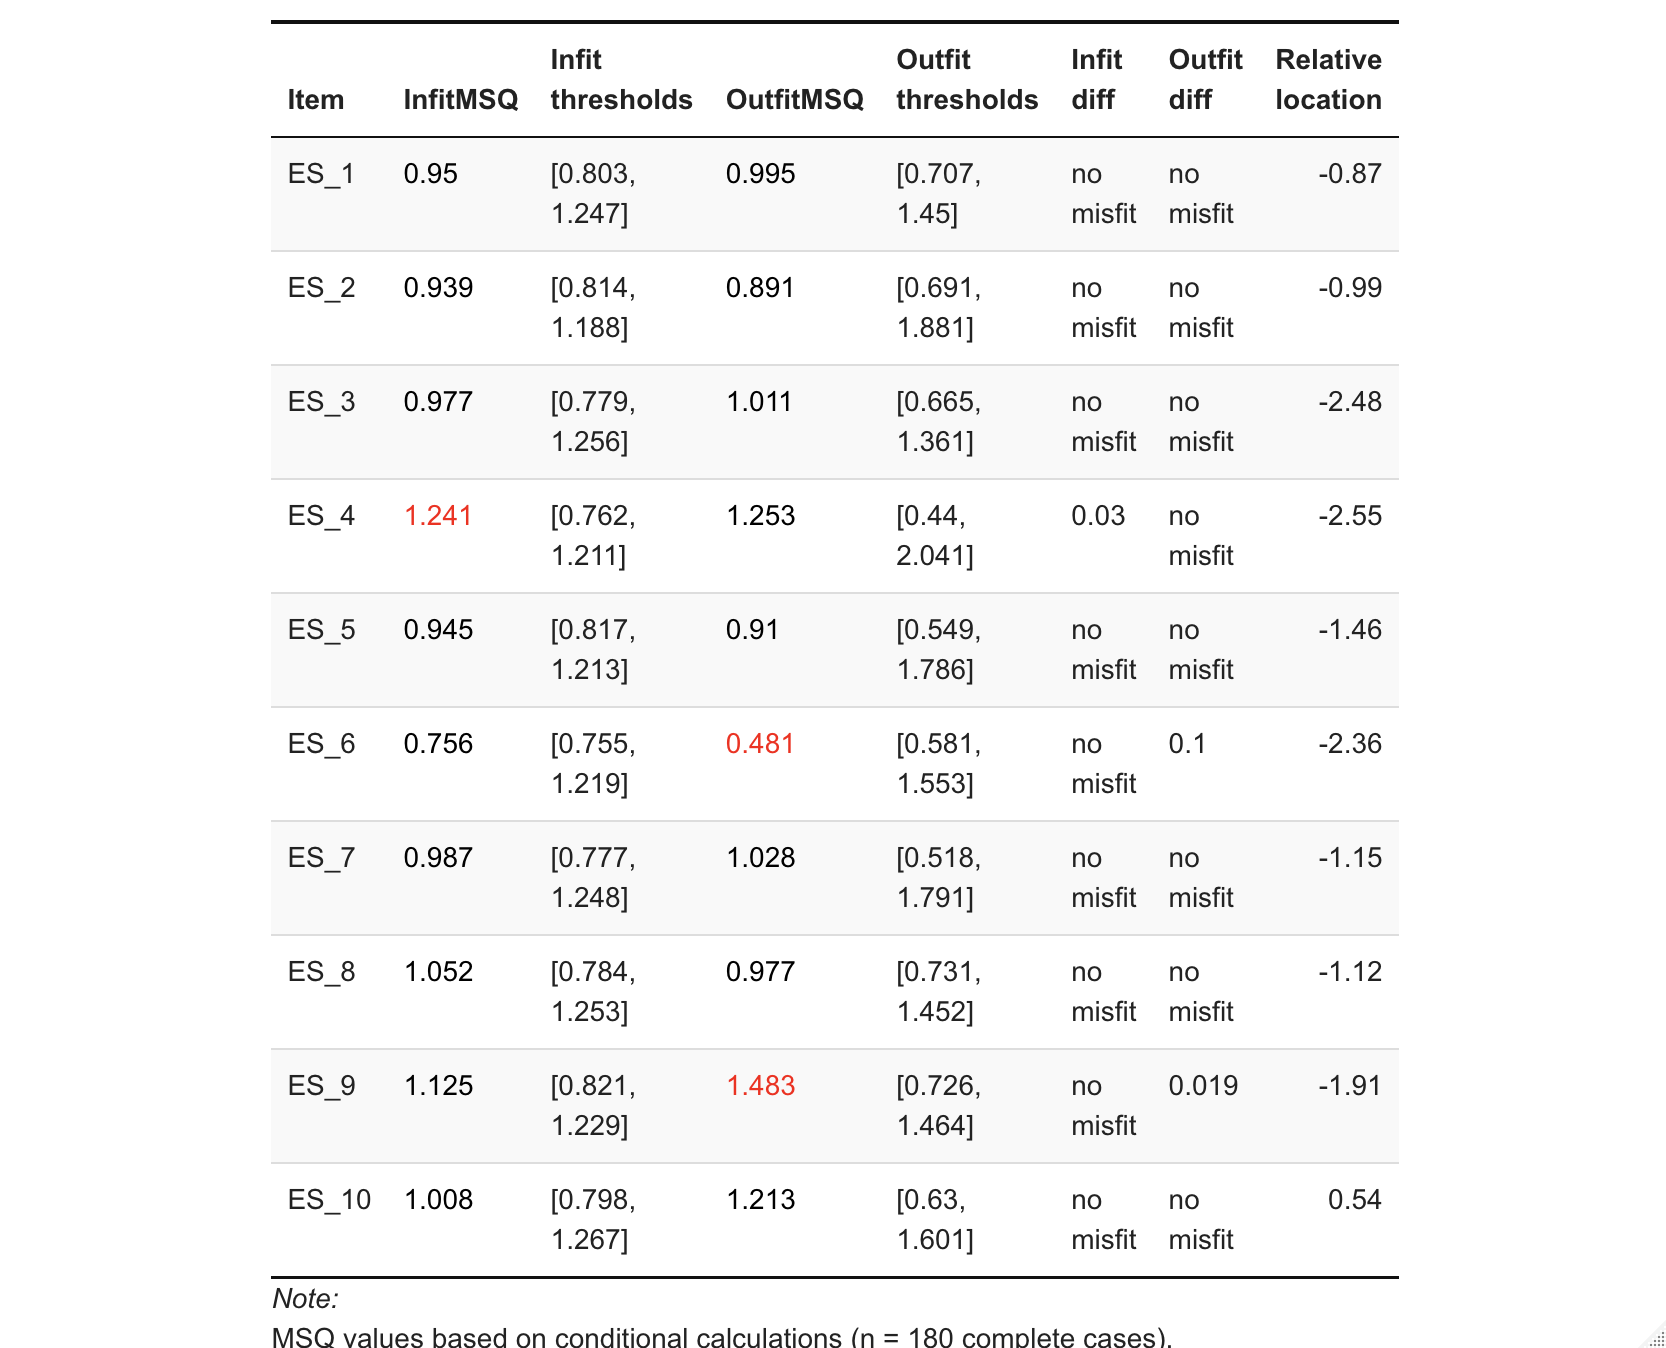 Item InfitMSQ Infit thresholds OutfitMSQ Outfit thresholds Infit diff Outfit diff Relative location
ES_1 0.95 [0.803, 1.247] 0.995 [0.707, 1.45] no misfit no misfit -0.87
ES_2 0.939 [0.814, 1.188] 0.891 [0.691, 1.881] no misfit no misfit -0.99
ES_3 0.977 [0.779, 1.256] 1.011 [0.665, 1.361] no misfit no misfit -2.48
ES_4 1.241 [0.762, 1.211] 1.253 [0.44, 2.041] 0.03 no misfit -2.55
ES_5 0.945 [0.817, 1.213] 0.91 [0.549, 1.786] no misfit no misfit -1.46
ES_6 0.756 [0.755, 1.219] 0.481 [0.581, 1.553] no misfit 0.1 -2.36
ES_7 0.987 [0.777, 1.248] 1.028 [0.518, 1.791] no misfit no misfit -1.15
ES_8 1.052 [0.784, 1.253] 0.977 [0.731, 1.452] no misfit no misfit -1.12
ES_9 1.125 [0.821, 1.229] 1.483 [0.726, 1.464] no misfit 0.019 -1.91
ES_10 1.008 [0.798, 1.267] 1.213 [0.63, 1.601] no misfit no misfit 0.54
Note:
MSQ values based on conditional calculations (n = 180 complete cases).